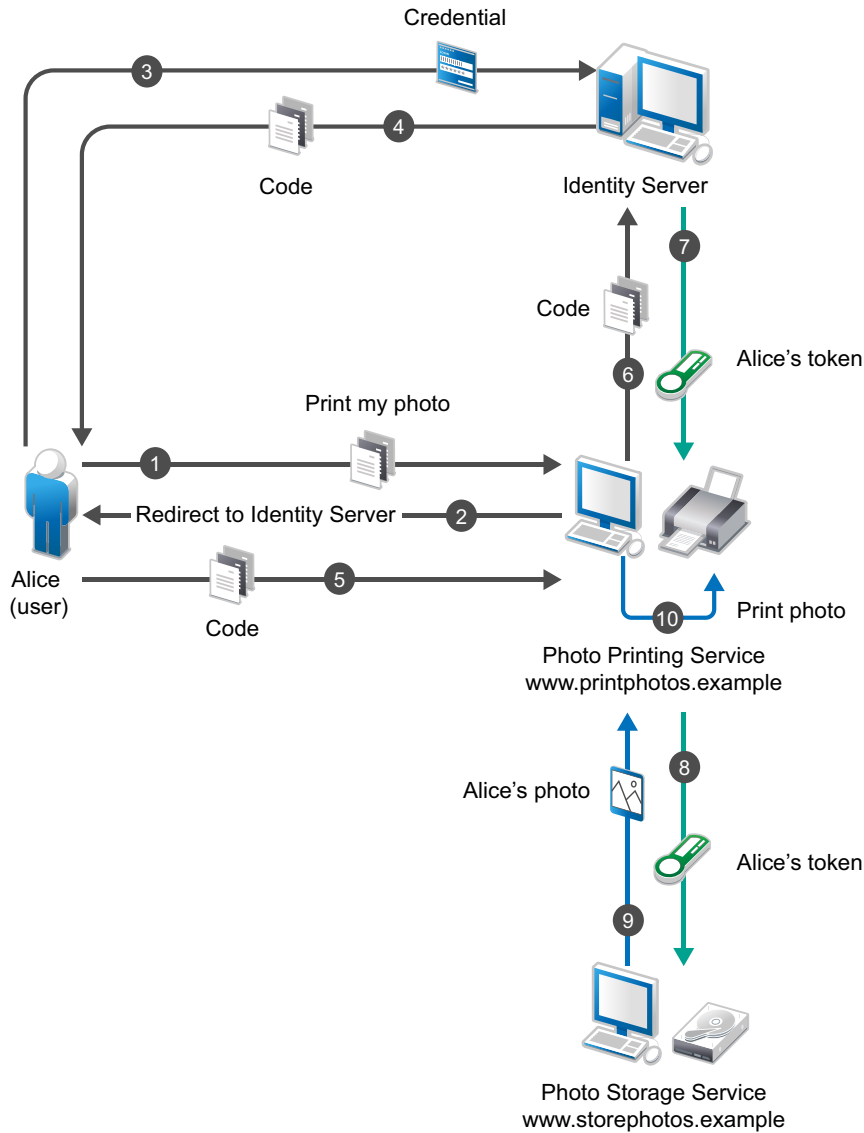 Credential
3
4
Code
Identity Server
7
Code
Alice’s token
6
Print my photo
1
Redirect to Identity Server
2
Alice
(user)
5
Code
10
Print photo
Photo Printing Service
www.printphotos.example
8
Alice’s photo
Alice’s token
9
Photo Storage Service
www.storephotos.example